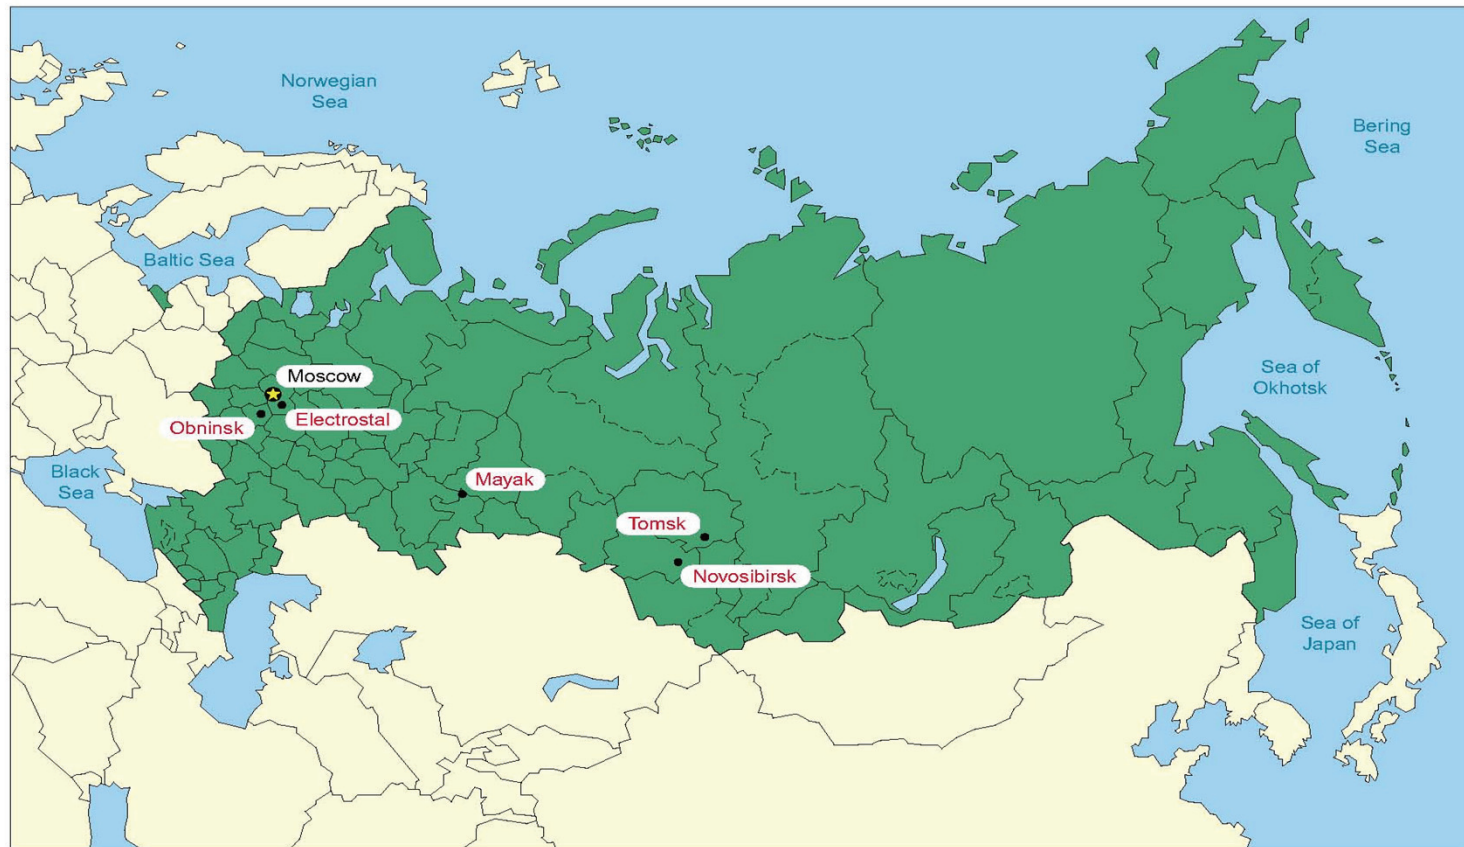 Norwegian
Sea
Bering
Sea
Baltic Sea
Sea of
Okhotsk
Moscow
Electrostal
Obninsk
Black
Sea
Mayak
Tomsk
Novosibirsk
Sea of
Japan